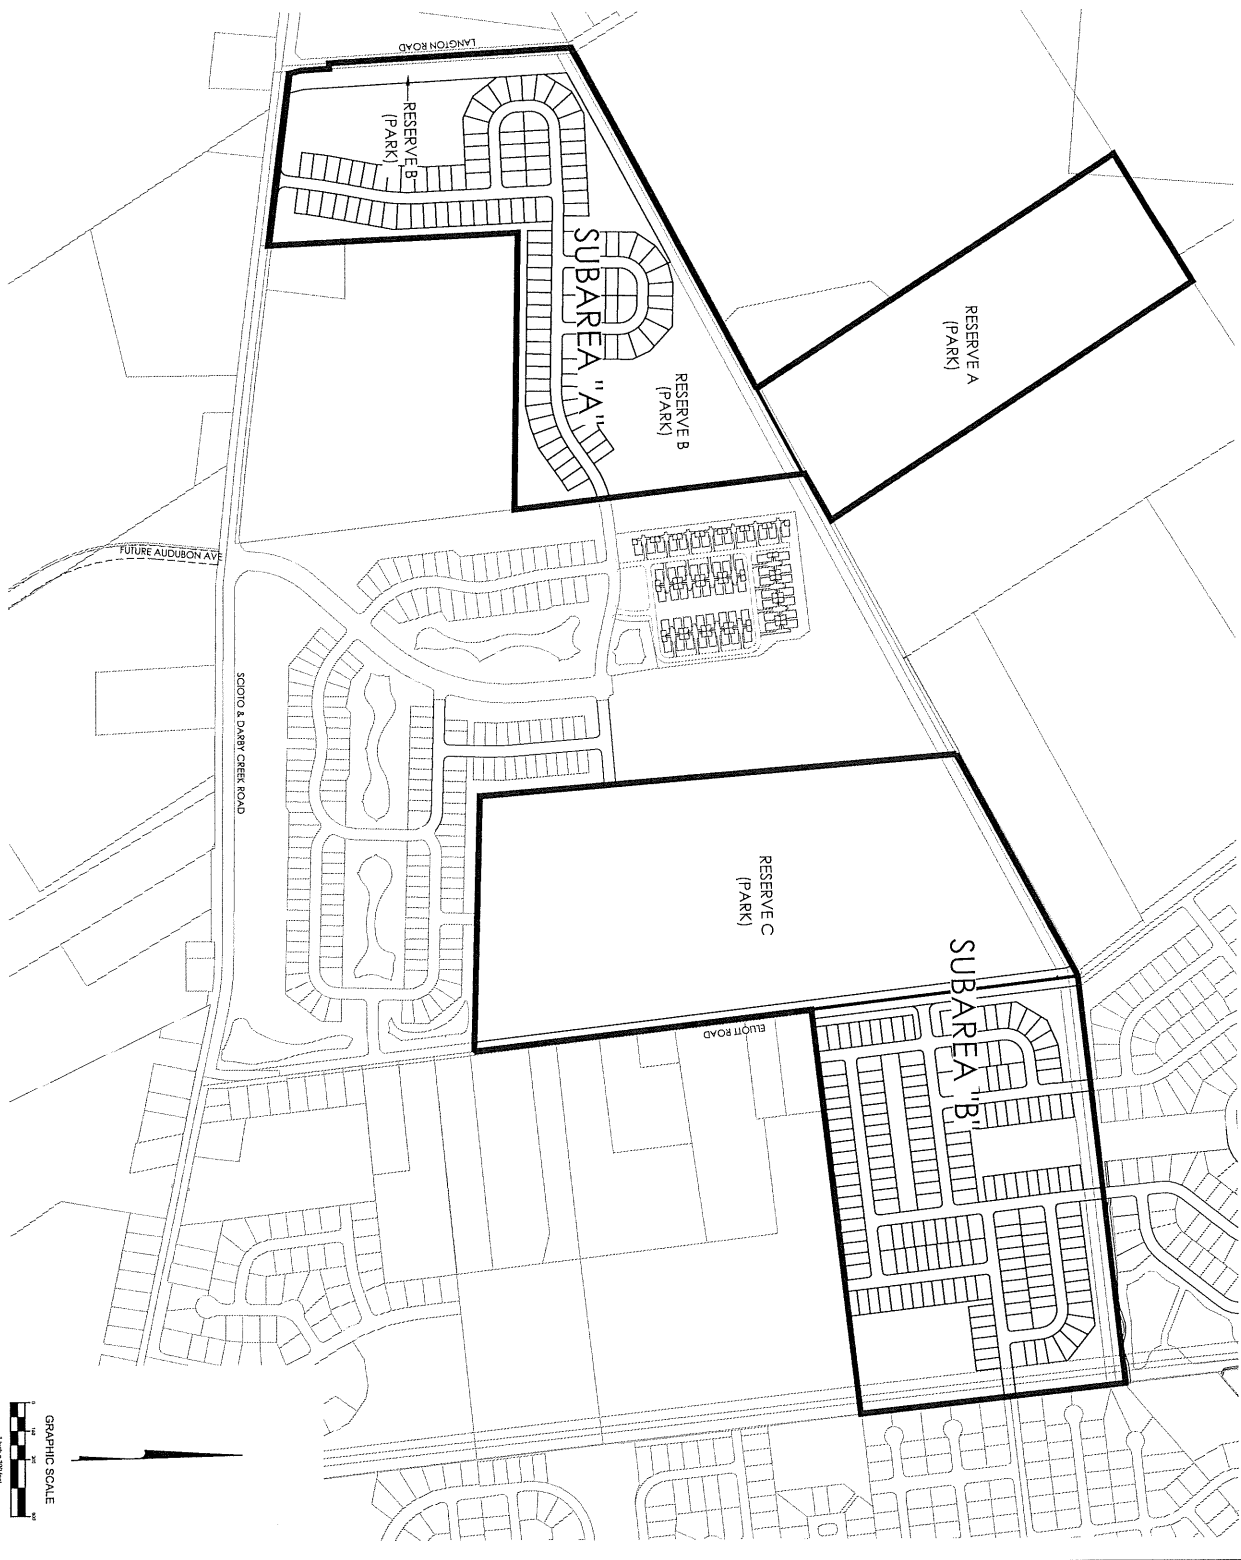 LANGTON ROAD
RESERVE B
(PARK)
SUBAREA "A"
RESERVE B
(PARK)
RESERVE A
(PARK)
FUTURE AUDUBON AVE
SCIOTO & DARBY CREEK ROAD
RESERVE C
(PARK)
SUBAREA "B"
ELLIOTT ROAD
GRAPHIC SCALE